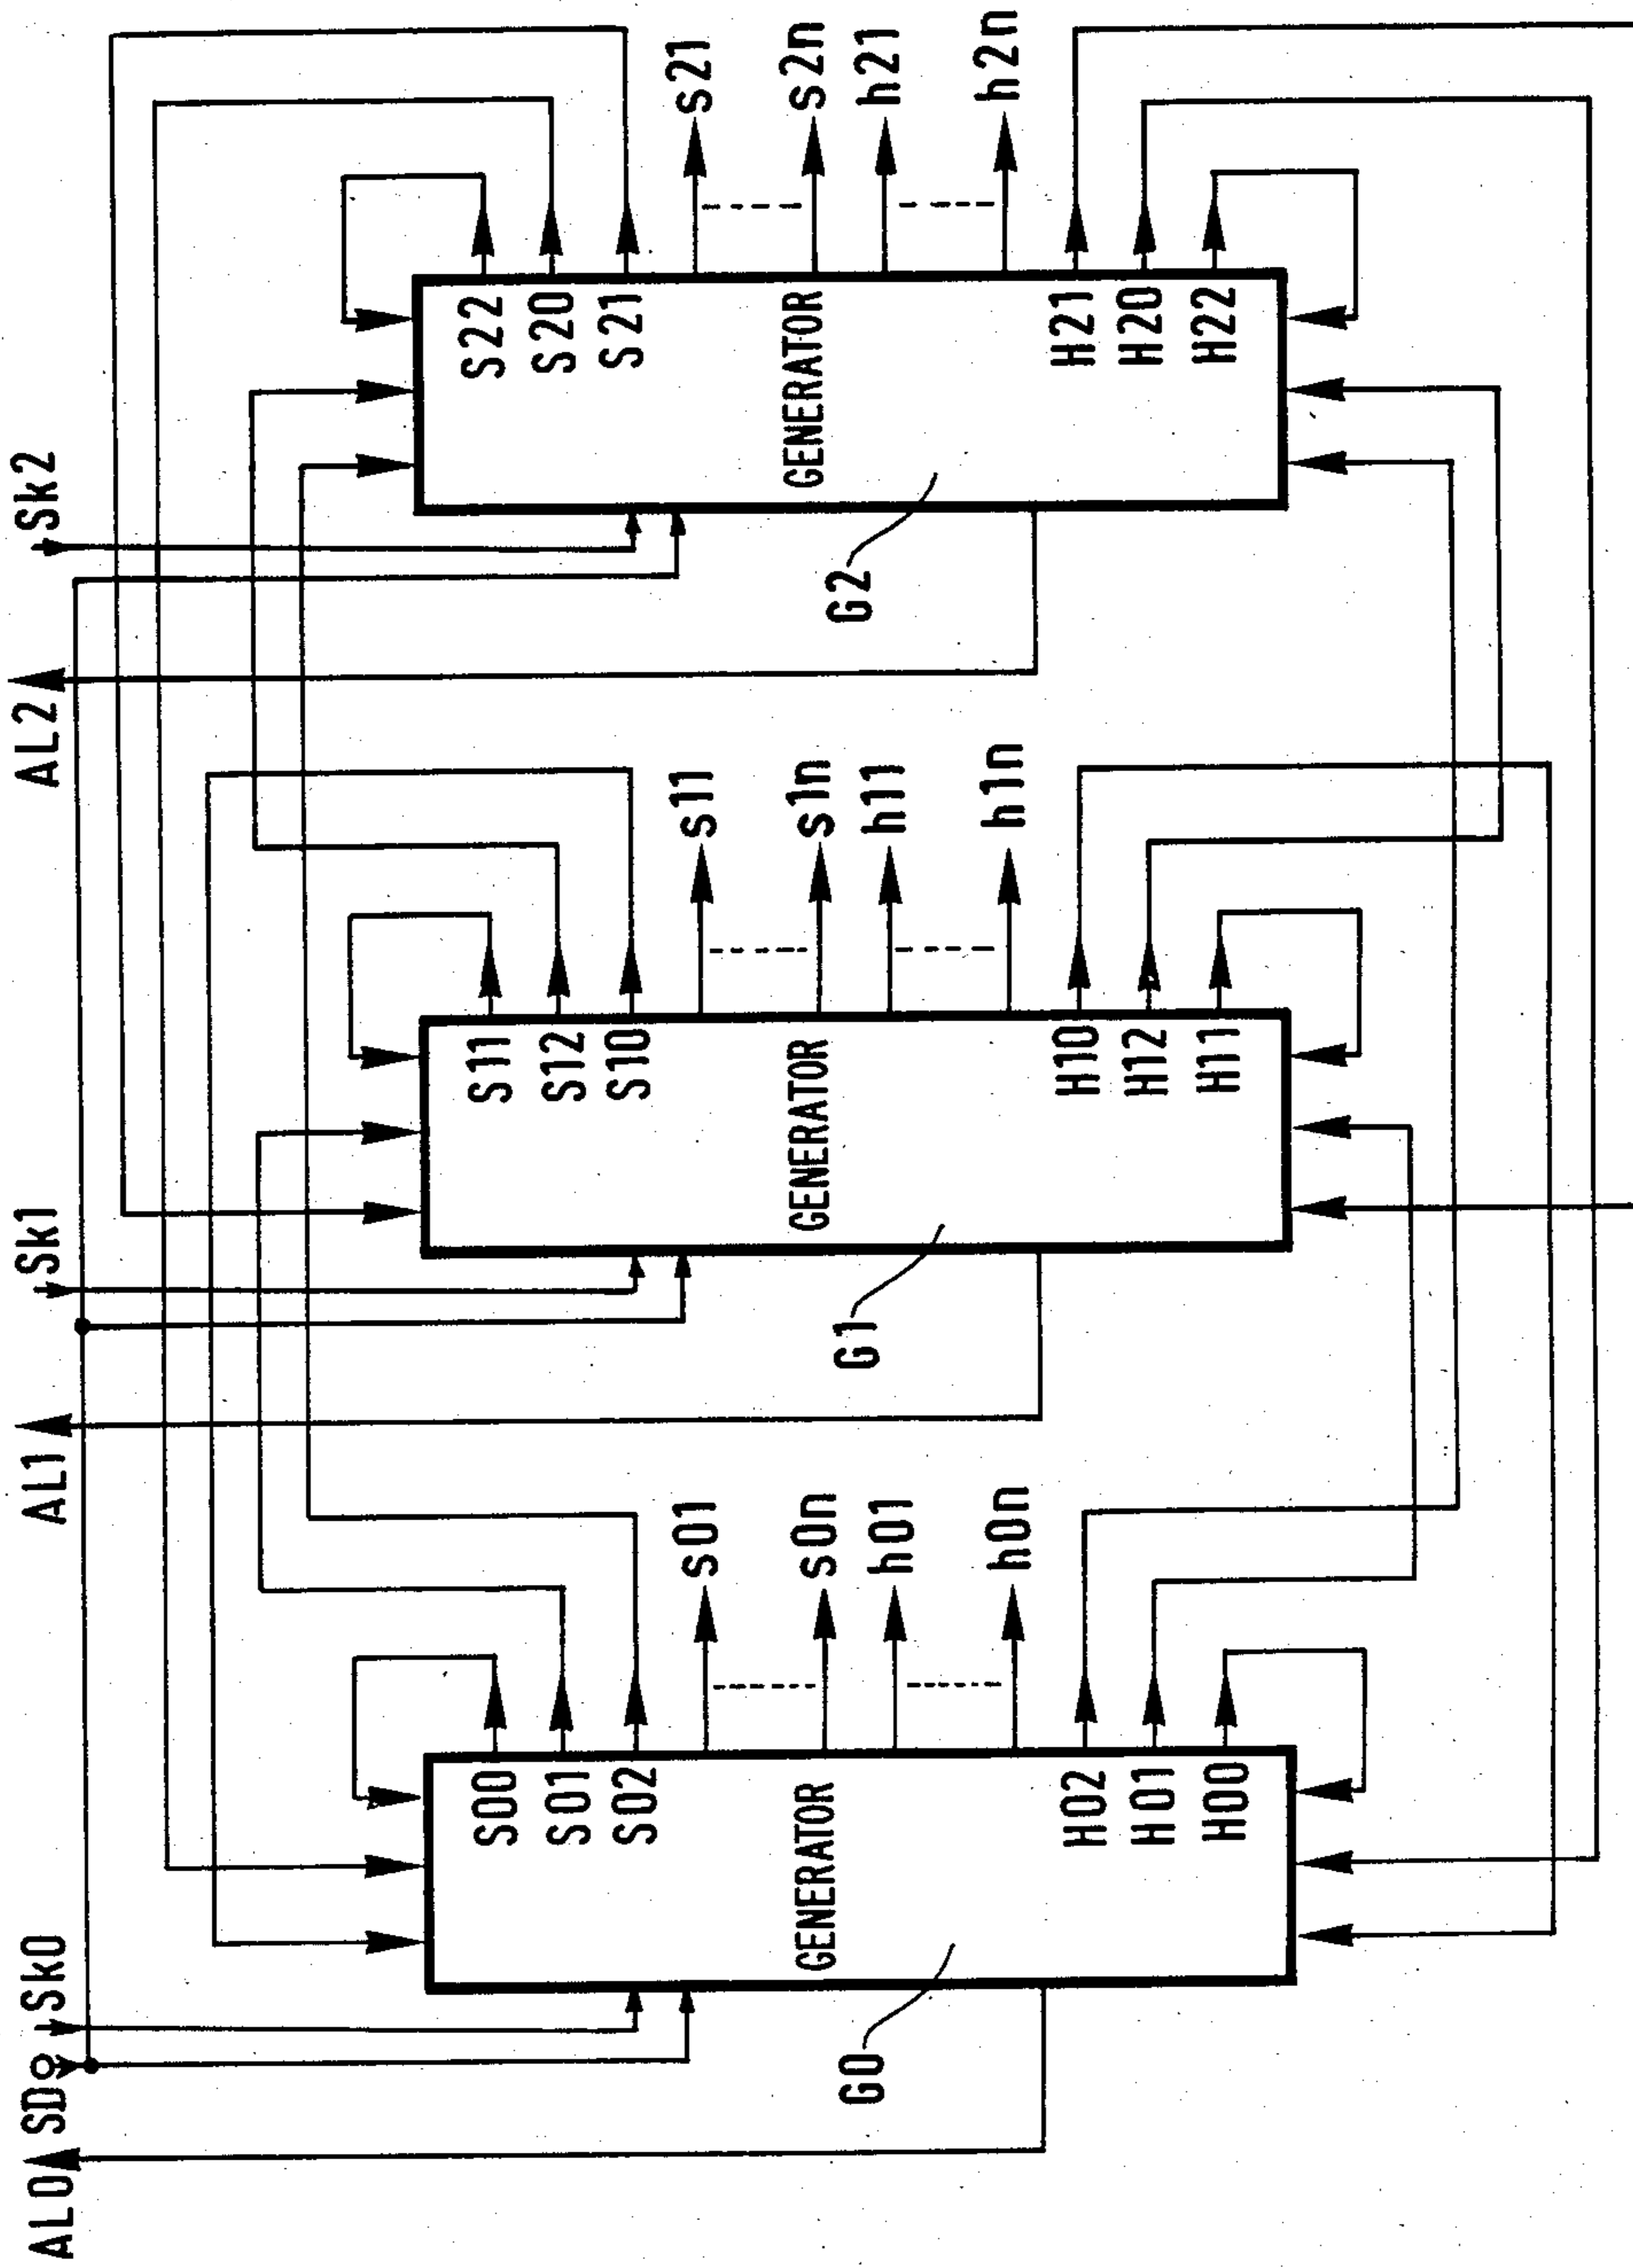 AL0
SD
Sk0
AL1
Sk1
AL2
Sk2
S00
S01
S02
GENERATOR
H02
H01
H00
G0
s01
s0n
h01
h0n
S11
S12
S10
GENERATOR
H10
H12
H11
G1
s11
s1n
h11
h1n
S22
S20
S21
GENERATOR
H21
H20
H22
G2
s21
s2n
h21
h2n